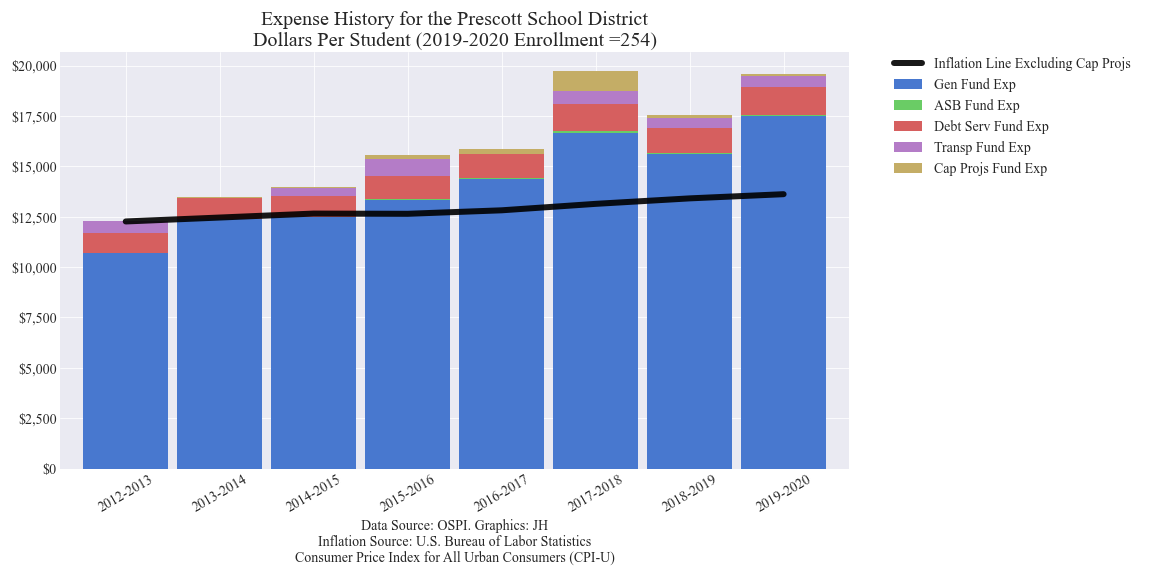 Expense History for the Prescott School District
Dollars Per Student (2019-2020 Enrollment =254)
$20,000
$17,500
$15,000
$12,500
$10,000
$7,500
$5,000
$2,500
$0
2012-2013
2013-2014
2014-2015
2015-2016
2016-2017
2017-2018
2018-2019
2019-2020
Inflation Line Excluding Cap Projs
Gen Fund Exp
ASB Fund Exp
Debt Serv Fund Exp
Transp Fund Exp
Cap Projs Fund Exp
Data Source: OSPI. Graphics: JH
Inflation Source: U.S. Bureau of Labor Statistics
Consumer Price Index for All Urban Consumers (CPI-U)